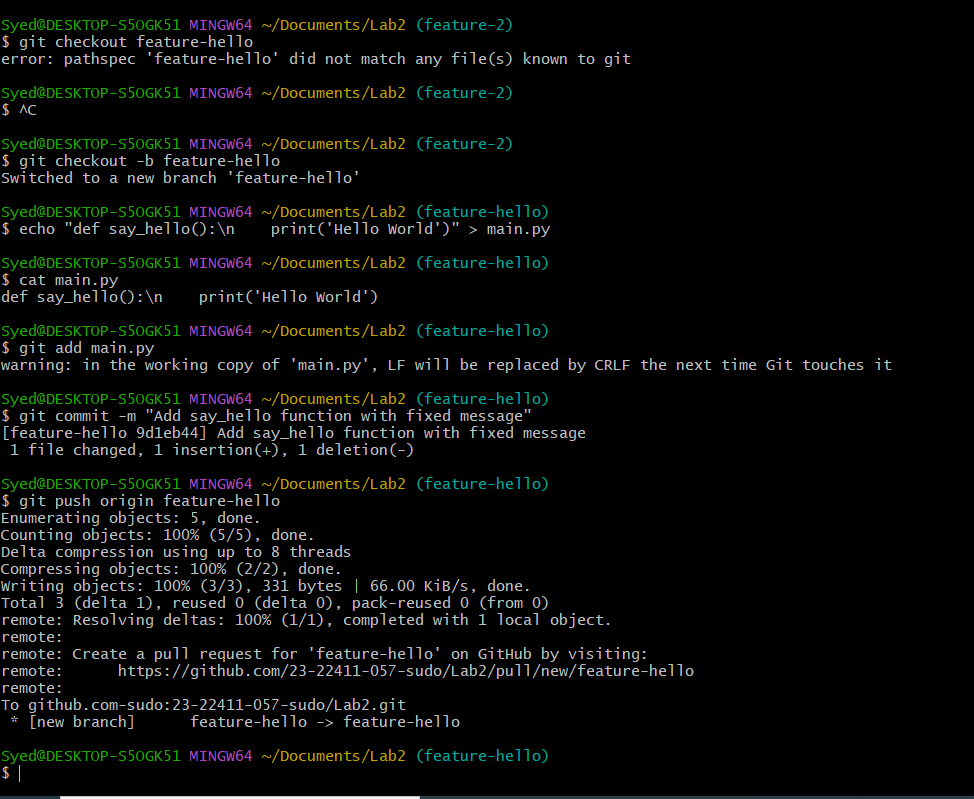 Syed@DESKTOP-S5OGK51 MINGW64 ~/Documents/Lab2 (feature-2)
$ git checkout feature-hello
error: pathspec 'feature-hello' did not match any file(s) known to git
Syed@DESKTOP-S5OGK51 MINGW64 ~/Documents/Lab2 (feature-2)
$ ^C
Syed@DESKTOP-S5OGK51 MINGW64 ~/Documents/Lab2 (feature-2)
$ git checkout -b feature-hello
Switched to a new branch 'feature-hello'
Syed@DESKTOP-S5OGK51 MINGW64 ~/Documents/Lab2 (feature-hello)
$ echo "def say_hello():\n    print('Hello World')" > main.py
Syed@DESKTOP-S5OGK51 MINGW64 ~/Documents/Lab2 (feature-hello)
$ cat main.py
def say_hello():\n    print('Hello World')
Syed@DESKTOP-S5OGK51 MINGW64 ~/Documents/Lab2 (feature-hello)
$ git add main.py
warning: in the working copy of 'main.py', LF will be replaced by CRLF the next time Git touches it
Syed@DESKTOP-S5OGK51 MINGW64 ~/Documents/Lab2 (feature-hello)
$ git commit -m "Add say_hello function with fixed message"
[feature-hello 9d1eb44] Add say_hello function with fixed message
 1 file changed, 1 insertion(+), 1 deletion(-)
Syed@DESKTOP-S5OGK51 MINGW64 ~/Documents/Lab2 (feature-hello)
$ git push origin feature-hello
Enumerating objects: 5, done.
Counting objects: 100% (5/5), done.
Delta compression using up to 8 threads
Compressing objects: 100% (2/2), done.
Writing objects: 100% (3/3), 331 bytes | 66.00 KiB/s, done.
Total 3 (delta 1), reused 0 (delta 0), pack-reused 0 (from 0)
remote: Resolving deltas: 100% (1/1), completed with 1 local object.
remote:
remote: Create a pull request for 'feature-hello' on GitHub by visiting:
remote:      https://github.com/23-22411-057-sudo/Lab2/pull/new/feature-hello
remote:
To github.com-sudo:23-22411-057-sudo/Lab2.git
 * [new branch]      feature-hello -> feature-hello
Syed@DESKTOP-S5OGK51 MINGW64 ~/Documents/Lab2 (feature-hello)
$